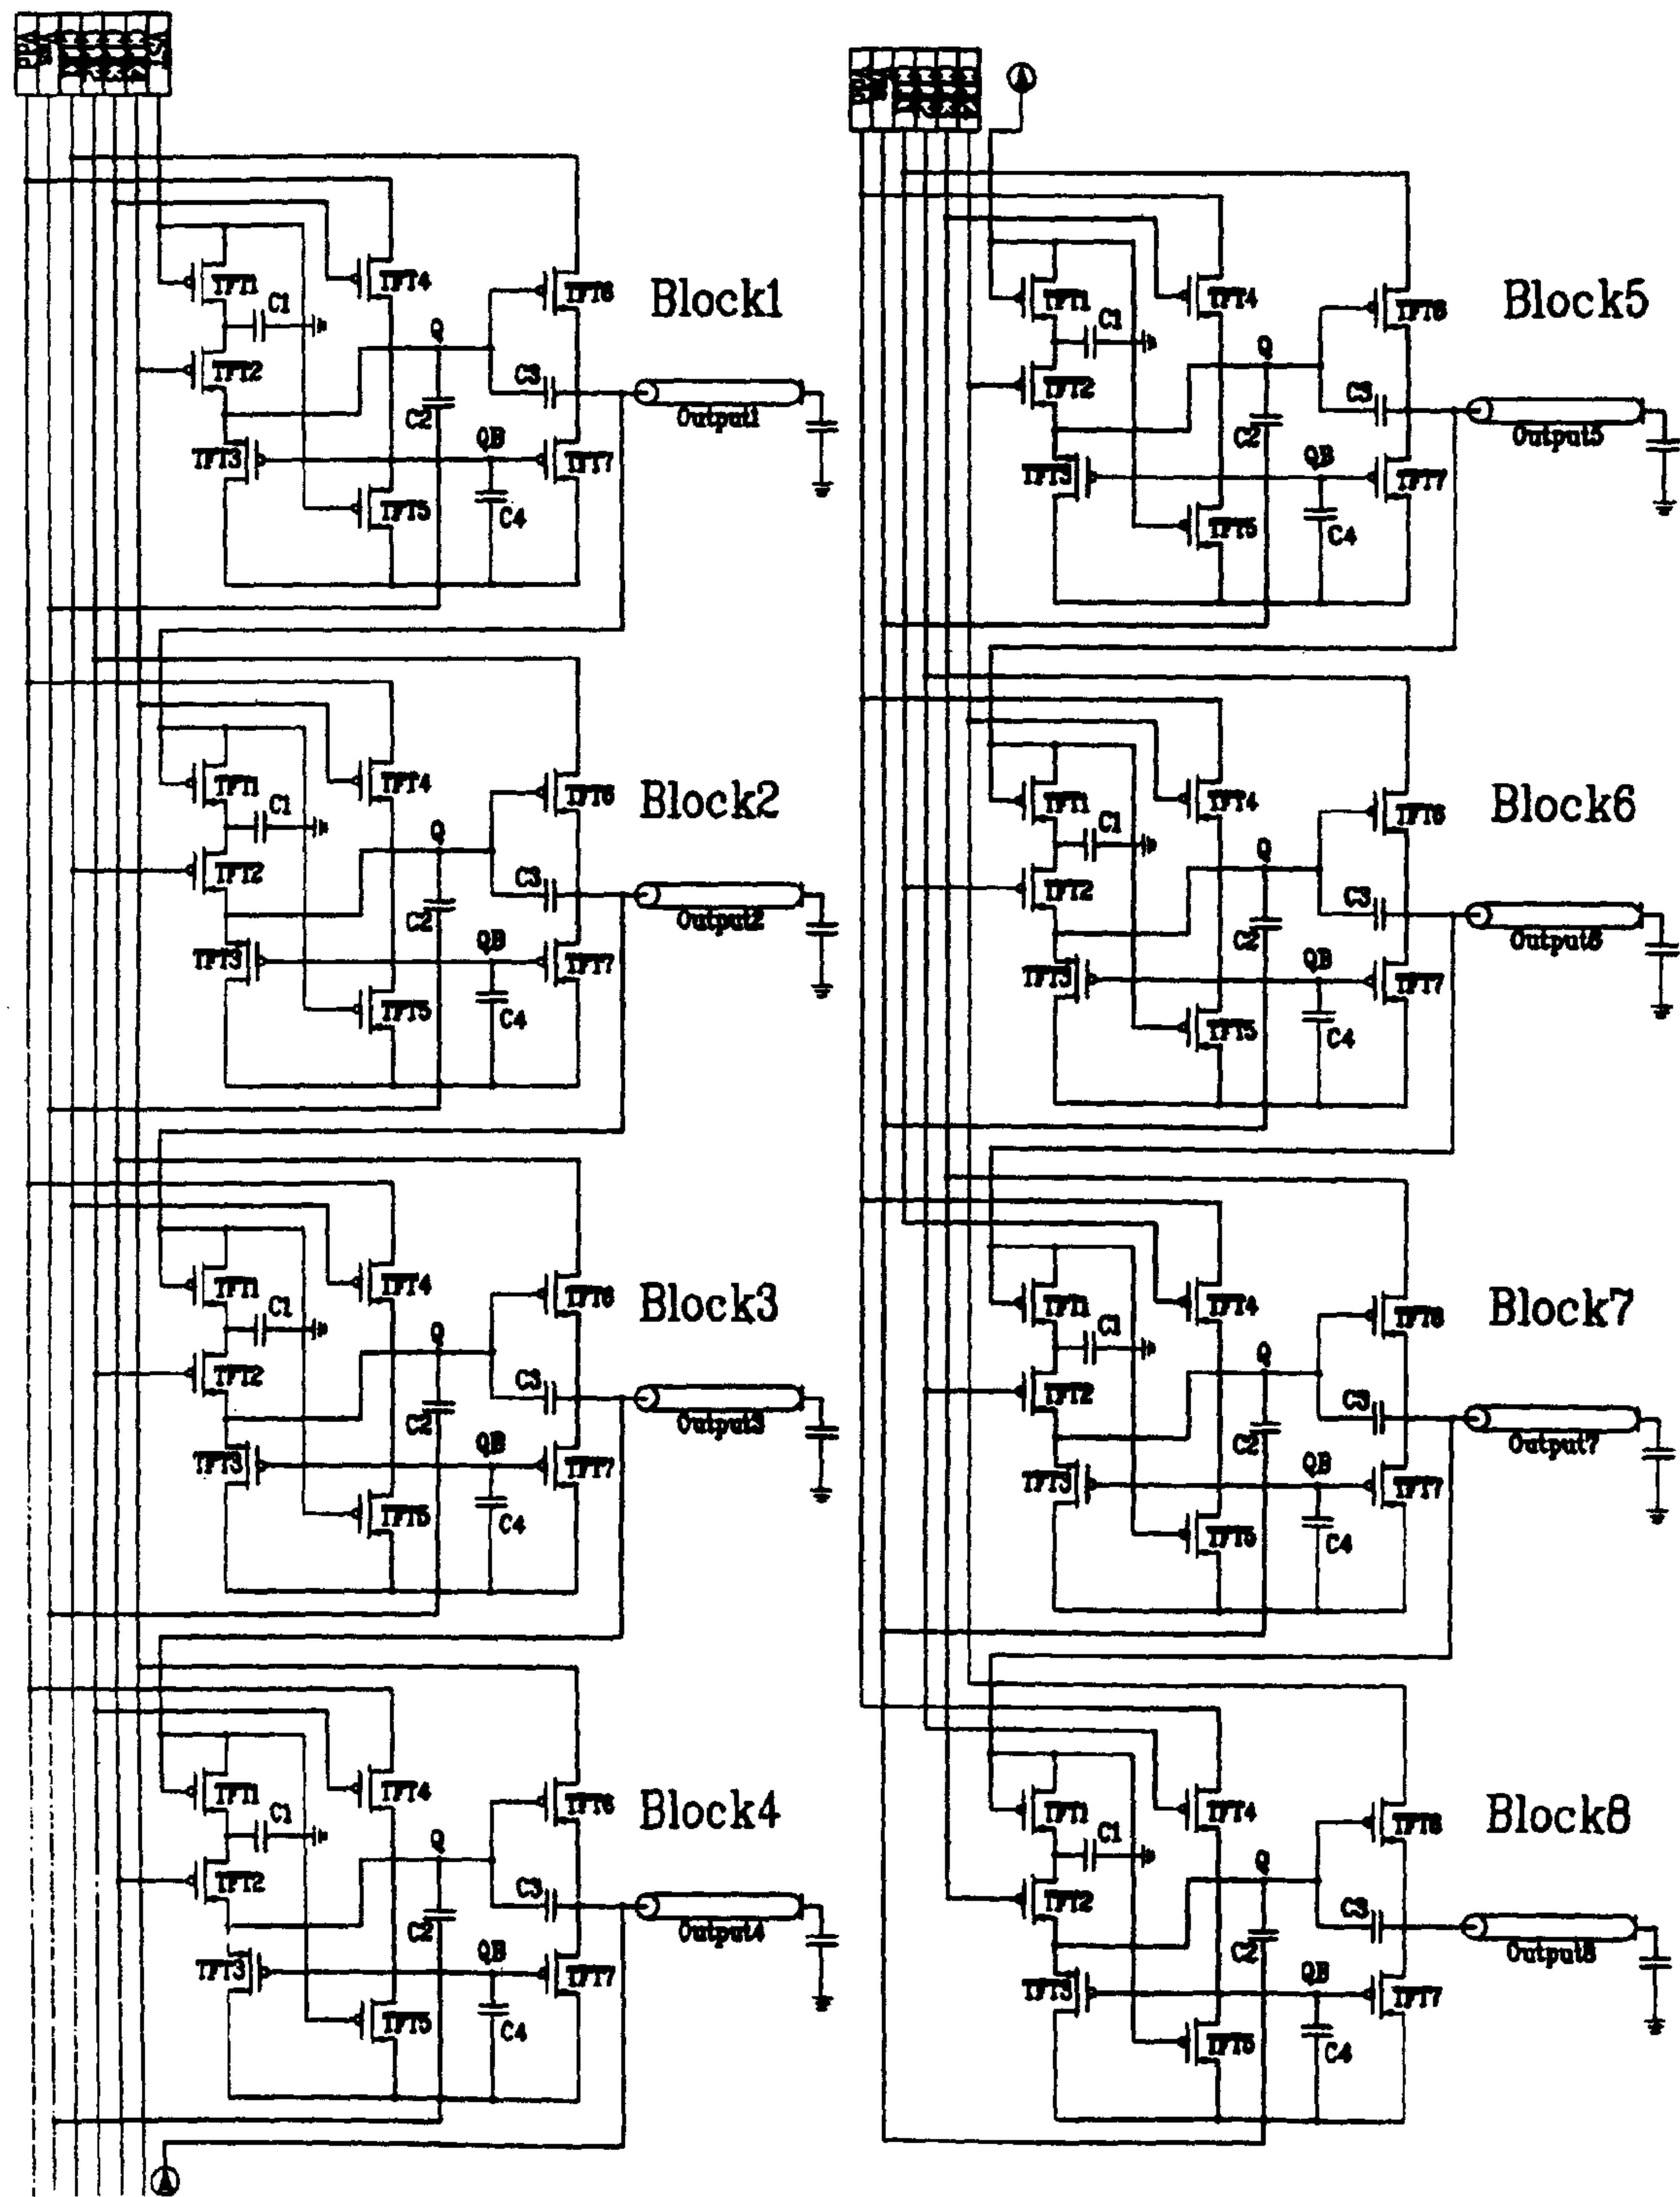 TFT1
TFT4
TFT6
Block1
C1
TFT2
Q
C3
C2
Output1
TFT3
QB
TFT7
TFT5
C4
TFT1
TFT4
TFT6
Block2
C1
TFT2
Q
C3
C2
Output2
TFT3
QB
TFT7
TFT5
C4
TFT1
TFT4
TFT6
Block3
C1
TFT2
Q
C3
C2
Output3
TFT3
QB
TFT7
TFT5
C4
TFT1
TFT4
TFT6
Block4
C1
TFT2
Q
C3
C2
Output4
TFT3
QB
TFT7
TFT5
C4
A
A
TFT1
TFT4
TFT6
Block5
C1
TFT2
Q
C3
C2
Output5
TFT3
QB
TFT7
TFT5
C4
TFT1
TFT4
TFT6
Block6
C1
TFT2
Q
C3
C2
Output6
TFT3
QB
TFT7
TFT5
C4
TFT1
TFT4
TFT6
Block7
C1
TFT2
Q
C3
C2
Output7
TFT3
QB
TFT7
TFT5
C4
TFT1
TFT4
TFT6
Block8
C1
TFT2
Q
C3
C2
Output8
TFT3
QB
TFT7
TFT5
C4